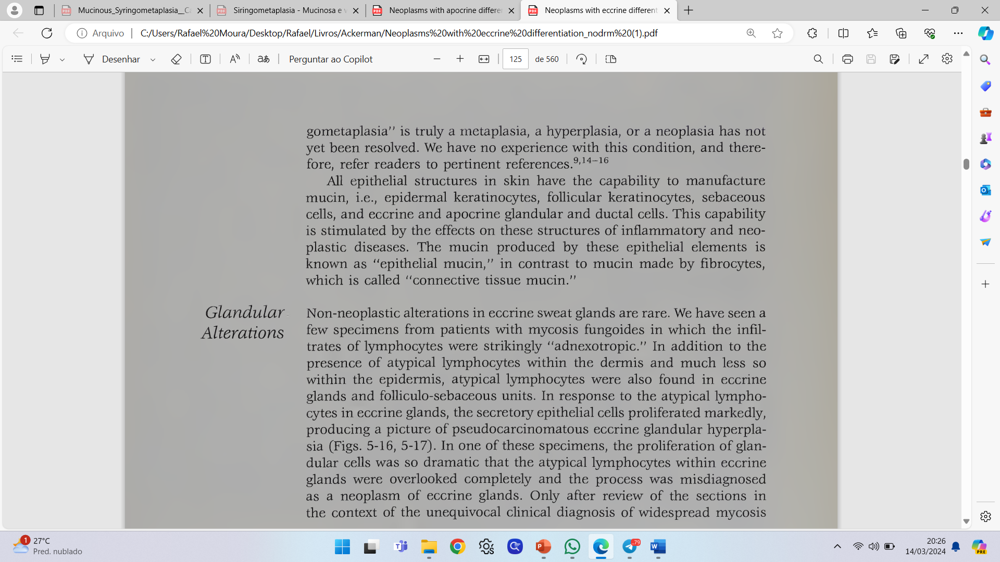 Mucinous_Syringometaplasia__Ca
Siringometaplasia - Mucinosa e v
Neoplasms with apocrine differe
Neoplasms with eccrine different
Arquivo
C:/Users/Rafael%20Moura/Desktop/Rafael/Livros/Ackerman/Neoplasms%20with%20eccrine%20differentiation_nodrm%20(1).pdf
Desenhar
aあ
Perguntar ao Copilot
125 de 560
gometaplasia’’ is truly a metaplasia, a hyperplasia, or a neoplasia has not
yet been resolved. We have no experience with this condition, and there-
fore, refer readers to pertinent references.9,14–16
All epithelial structures in skin have the capability to manufacture
mucin, i.e., epidermal keratinocytes, follicular keratinocytes, sebaceous
cells, and eccrine and apocrine glandular and ductal cells. This capability
is stimulated by the effects on these structures of inflammatory and neo-
plastic diseases. The mucin produced by these epithelial elements is
known as ‘‘epithelial mucin,’’ in contrast to mucin made by fibrocytes,
which is called ‘‘connective tissue mucin.’’
Glandular
Alterations
Non-neoplastic alterations in eccrine sweat glands are rare. We have seen a
few specimens from patients with mycosis fungoides in which the infil-
trates of lymphocytes were strikingly ‘‘adnexotropic.’’ In addition to the
presence of atypical lymphocytes within the dermis and much less so
within the epidermis, atypical lymphocytes were also found in eccrine
glands and folliculo-sebaceous units. In response to the atypical lympho-
cytes in eccrine glands, the secretory epithelial cells proliferated markedly,
producing a picture of pseudocarcinomatous eccrine glandular hyperpla-
sia (Figs. 5-16, 5-17). In one of these specimens, the proliferation of glan-
dular cells was so dramatic that the atypical lymphocytes within eccrine
glands were overlooked completely and the process was misdiagnosed
as a neoplasm of eccrine glands. Only after review of the sections in
the context of the unequivocal clinical diagnosis of widespread mycosis
1
27°C
Pred. nublado
20:26
14/03/2024